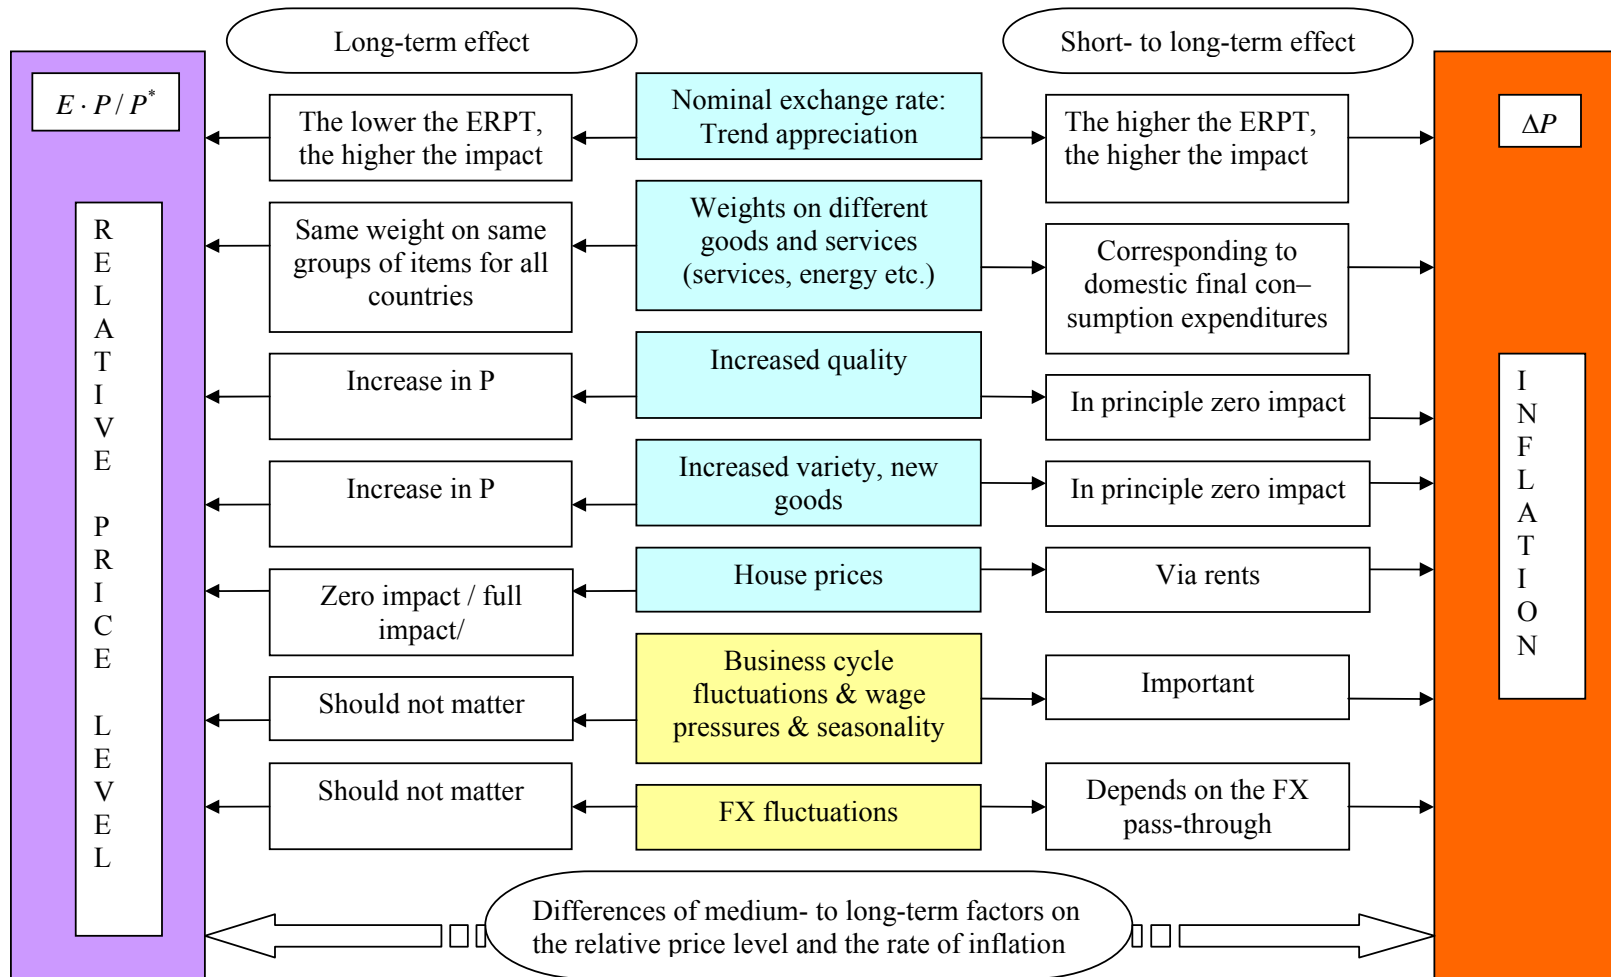 Long-term effect
Short- to long-term effect
E · P / P*
ΔP
Nominal exchange rate:
Trend appreciation
The lower the ERPT,
the higher the impact
The higher the ERPT,
the higher the impact
Weights on different
goods and services
(services, energy etc.)
Same weight on same
groups of items for all
countries
Corresponding to
domestic final con–
sumption expenditures
Increased quality
Increase in P
In principle zero impact
Increased variety, new
goods
Increase in P
In principle zero impact
House prices
Zero impact / full
impact/
Via rents
Business cycle
fluctuations & wage
pressures & seasonality
Should not matter
Important
FX fluctuations
Should not matter
Depends on the FX
pass-through
RELATIVE PRICE LEVEL
INFLATION
Differences of medium- to long-term factors on
the relative price level and the rate of inflation